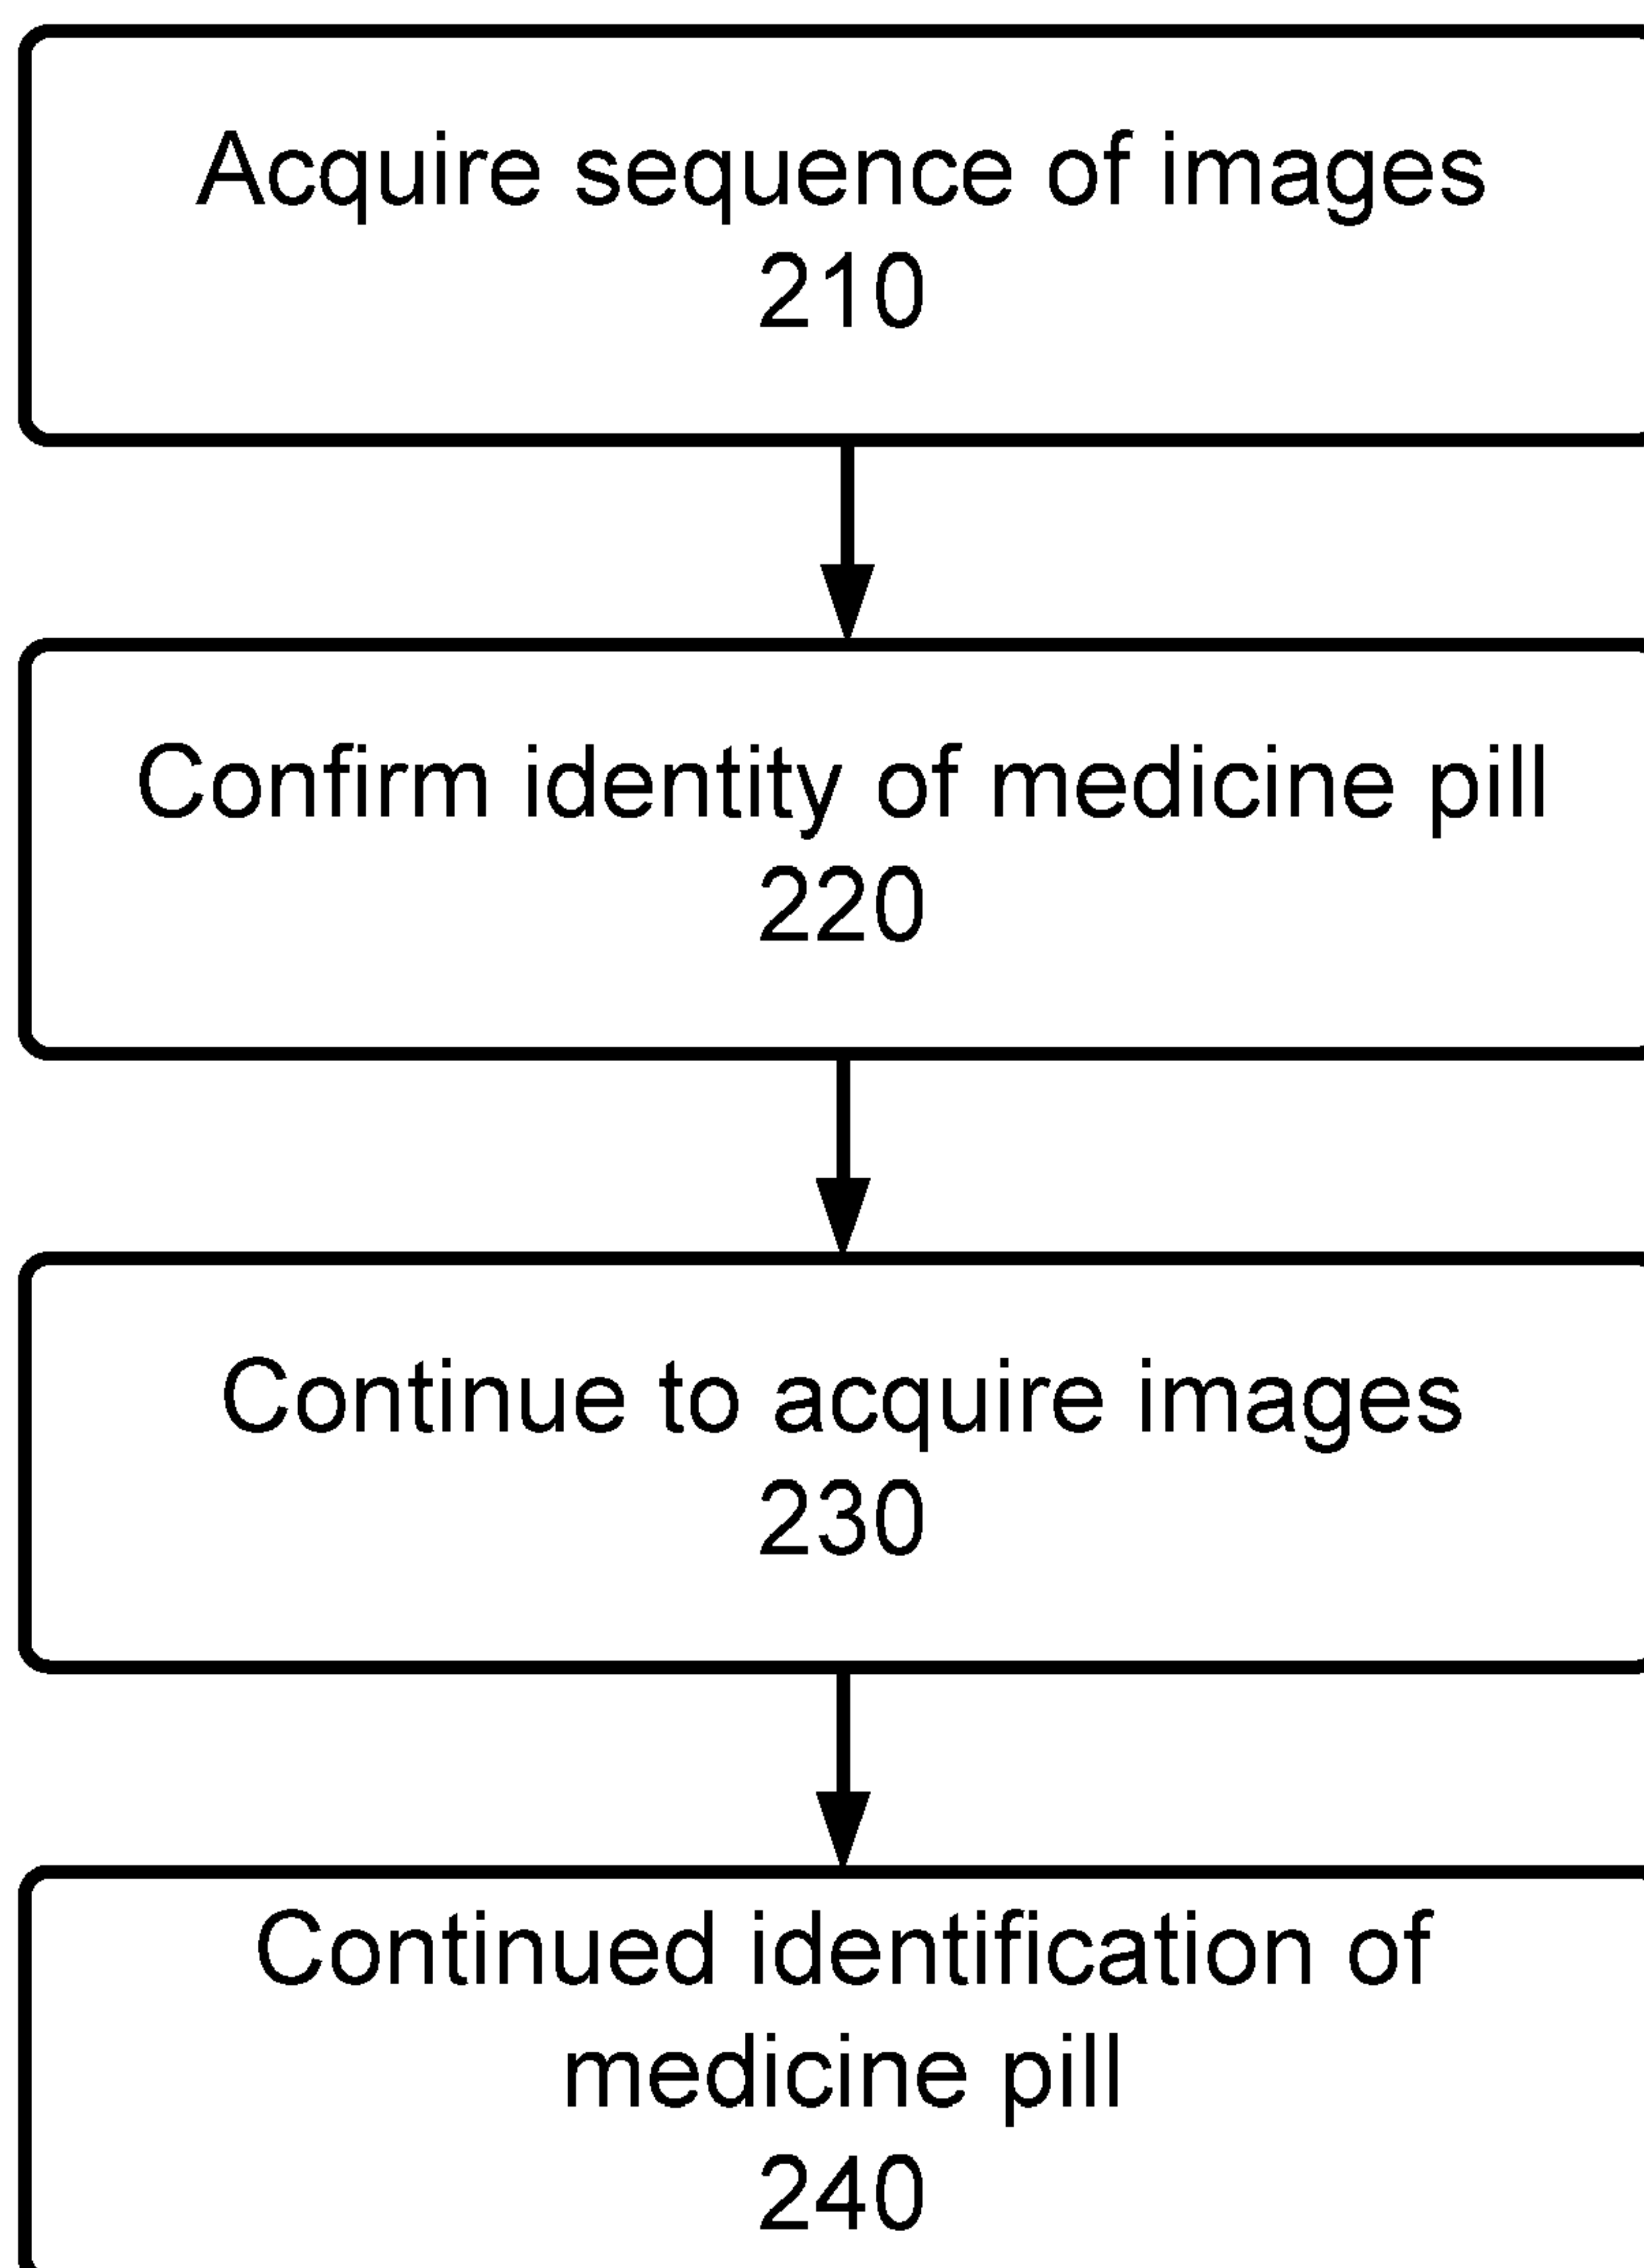 Acquire sequence of images
210
Confirm identity of medicine pill
220
Continue to acquire images
230
Continued identification of
medicine pill
240